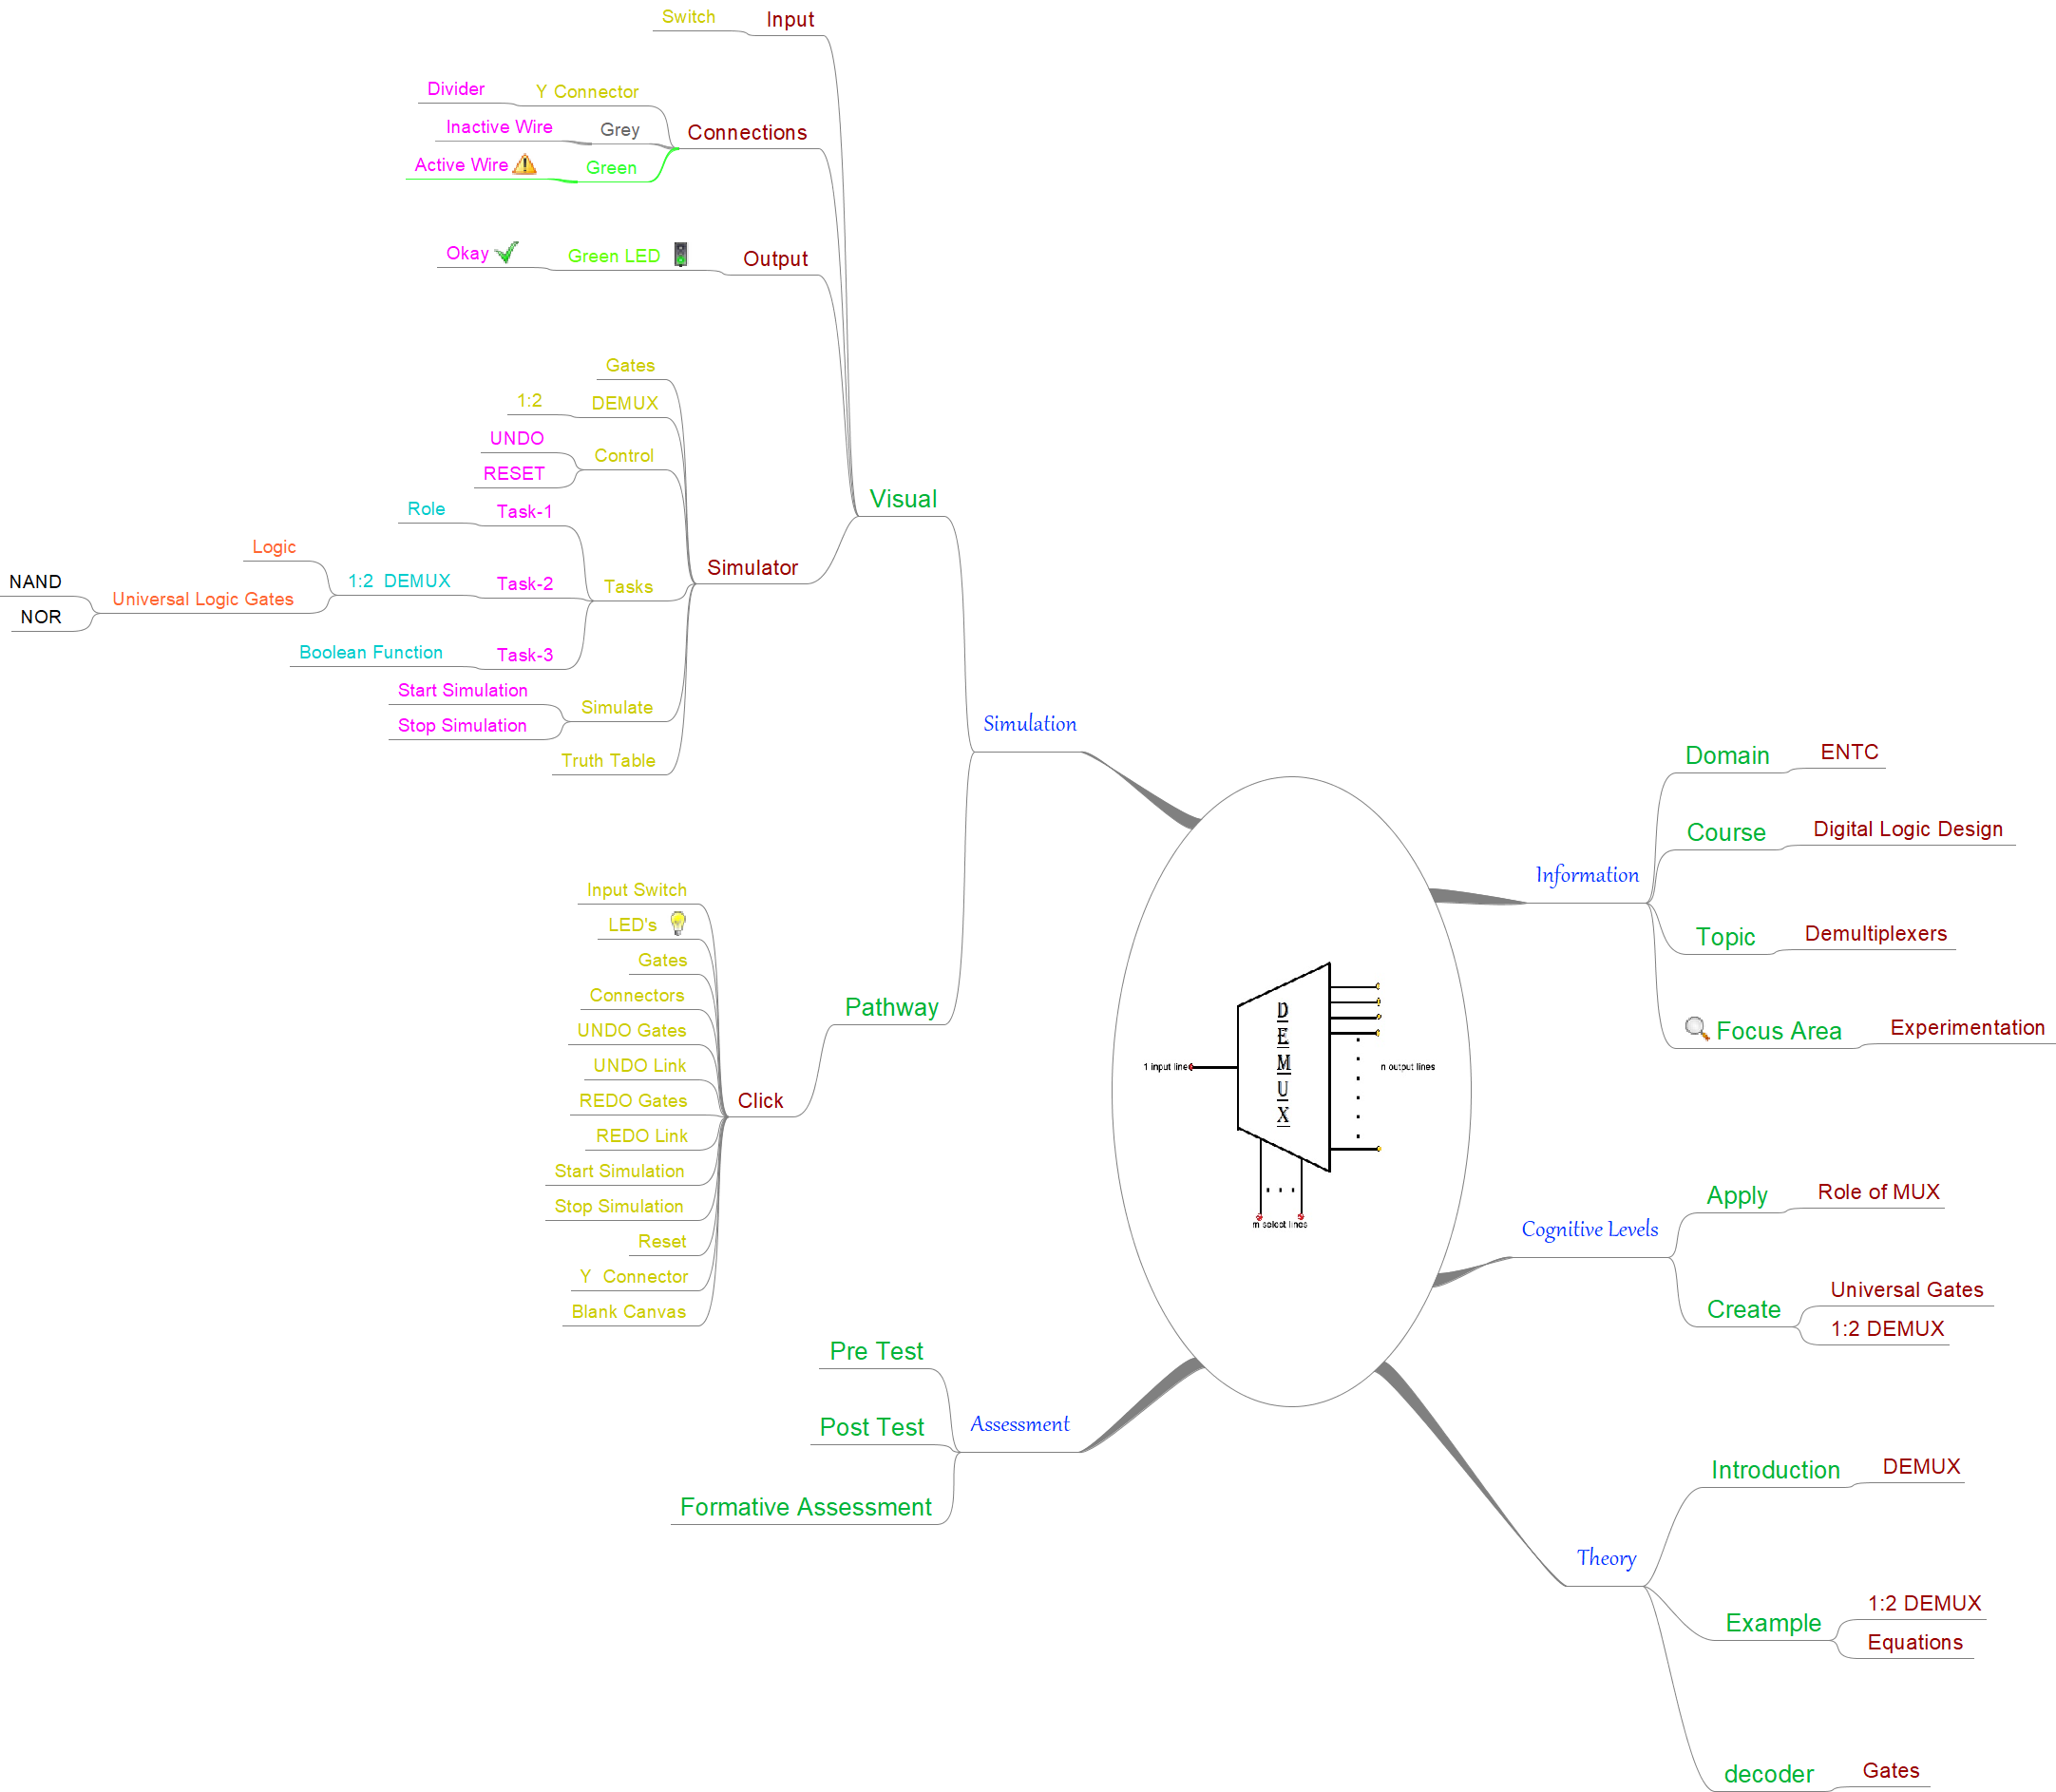 Switch
Input
Divider
Y Connector
Inactive Wire
Grey
Connections
Active Wire
Green
Okay
Green LED
Output
Gates
1:2
DEMUX
UNDO
Control
RESET
Visual
Role
Task-1
Logic
Simulator
NAND
1:2  DEMUX
Task-2
Tasks
Universal Logic Gates
NOR
Boolean Function
Task-3
Start Simulation
Simulate
Stop Simulation
Truth Table
Simulation
Input Switch
LED's
Gates
Connectors
Pathway
UNDO Gates
UNDO Link
REDO Gates
Click
REDO Link
Start Simulation
Stop Simulation
Reset
Y  Connector
Blank Canvas
Pre Test
Post Test
Assessment
Formative Assessment
DEMUX
1 input line
n output lines
m select lines
Domain
ENTC
Course
Digital Logic Design
Information
Topic
Demultiplexers
Focus Area
Experimentation
Apply
Role of MUX
Cognitive Levels
Universal Gates
Create
1:2 DEMUX
Introduction
DEMUX
Theory
1:2 DEMUX
Example
Equations
decoder
Gates